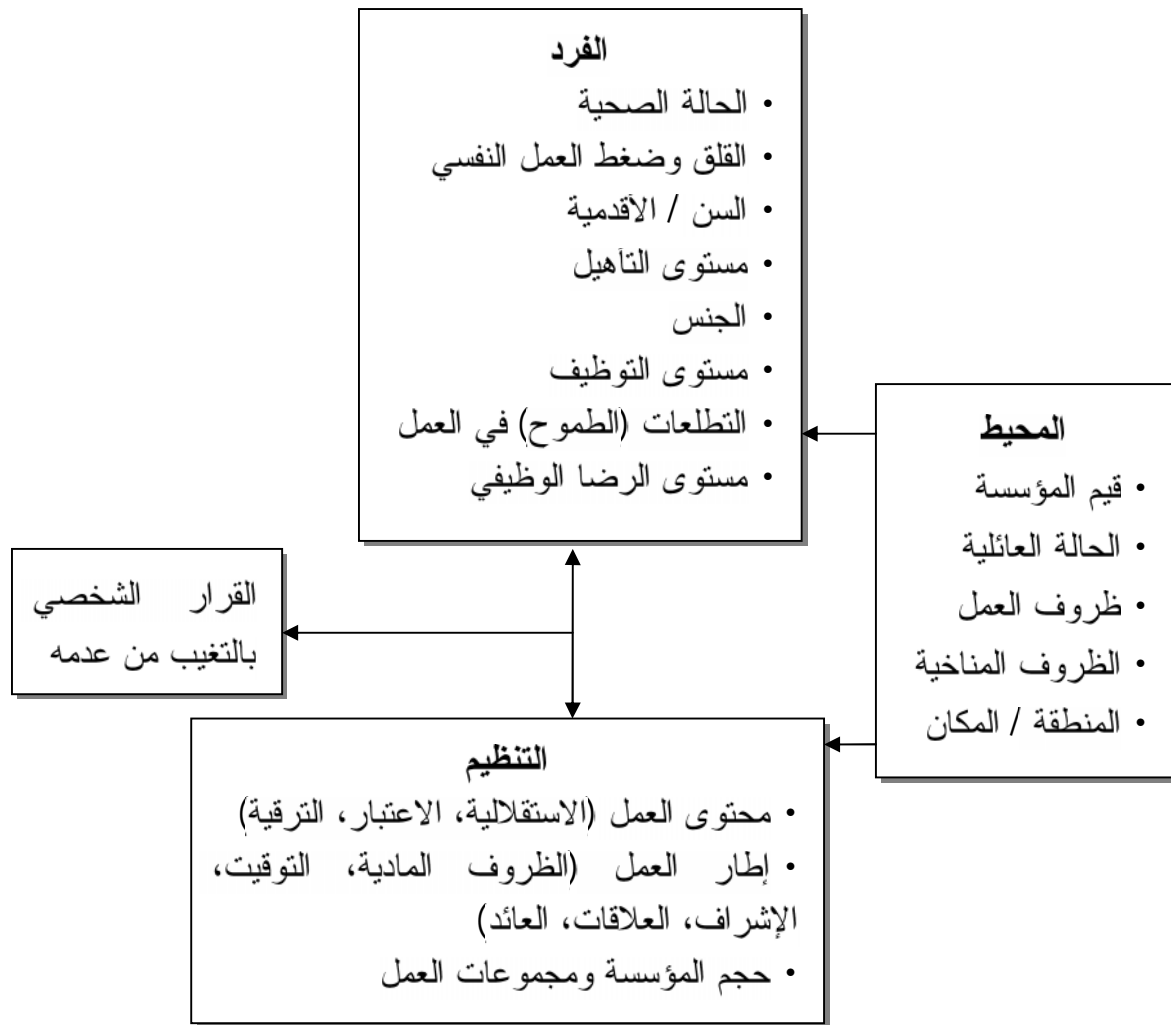 الفرد
• الحالة الصحية
• القلق وضغط العمل النفسي
• السن / الأقدمية
• مستوى التأهيل
• الجنس
• مستوى التوظيف
• التطلعات (الطموح) في العمل
• مستوى الرضا الوظيفي
المحيط
• قيم المؤسسة
• الحالة العائلية
• ظروف العمل
• الظروف المناخية
• المنطقة / المكان
القرار الشخصي
بالتغيب من عدمه
التنظيم
• محتوى العمل (الاستقلالية، الاعتبار، الترقية)
• إطار العمل (الظروف المادية، التوقيت،
الإشراف، العلاقات، العائد)
• حجم المؤسسة ومجموعات العمل